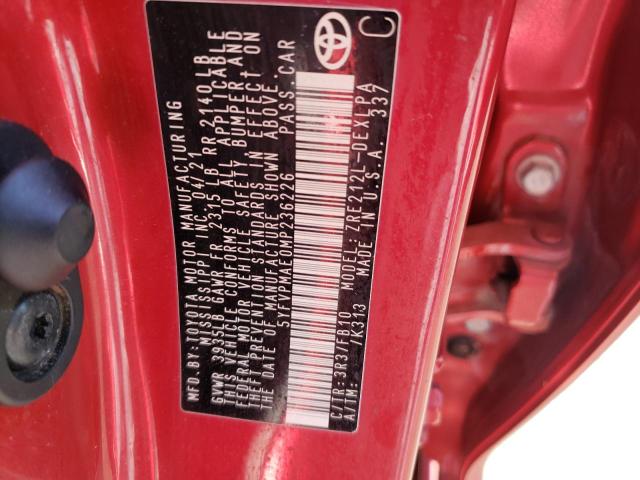 MFD. BY: TOYOTA MOTOR MANUFACTURING
MISSISSIPPI INC. 04/21
GVWR 3935LB GAWR FR 2315 LB RR 2140LB
THIS VEHICLE CONFORMS TO ALL APPLICABLE
FEDERAL MOTOR VEHICLE SAFETY, BUMPER AND
THEFT PREVENTION STANDARDS IN EFFECT ON
THE DATE OF MANUFACTURE SHOWN ABOVE.
5YFVPMAE0MP236226 PASS. CAR
C/TR: 3R37/FB10 MODEL: ZRE212L-DEXLPA
A/TM: /K313 MADE IN U.S.A. 337
C